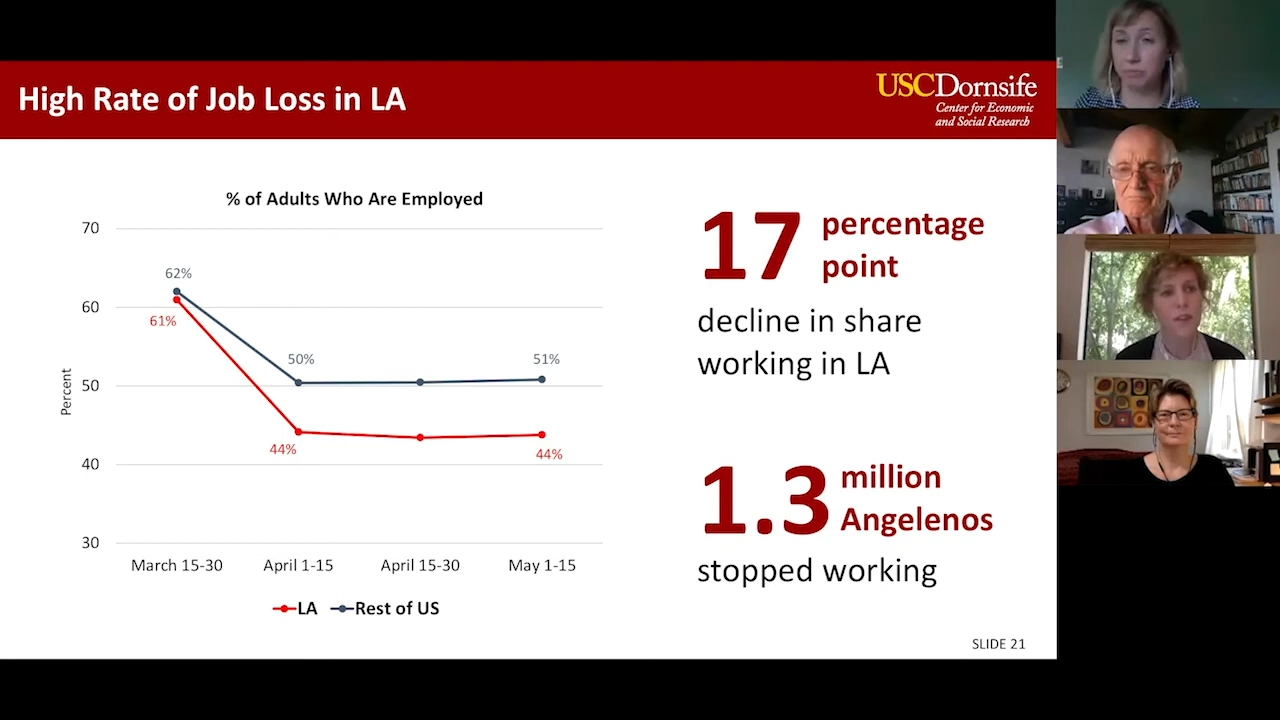 High Rate of Job Loss in LA
USCDornsife
Center for Economic
and Social Research
% of Adults Who Are Employed
70
60
50
40
30
Percent
62%
61%
50%
44%
51%
44%
March 15-30
April 1-15
April 15-30
May 1-15
LA
Rest of US
17 percentage
point
decline in share
working in LA
1.3 million
Angelenos
stopped working
SLIDE 21